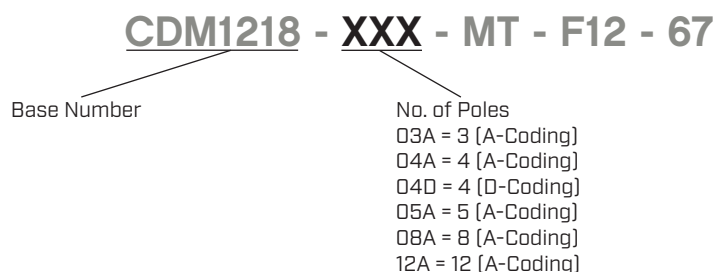 CDM1218 - XXX - MT - F12 - 67
Base Number
No. of Poles
03A = 3 (A-Coding)
04A = 4 (A-Coding)
04D = 4 (D-Coding)
05A = 5 (A-Coding)
08A = 8 (A-Coding)
12A = 12 (A-Coding)